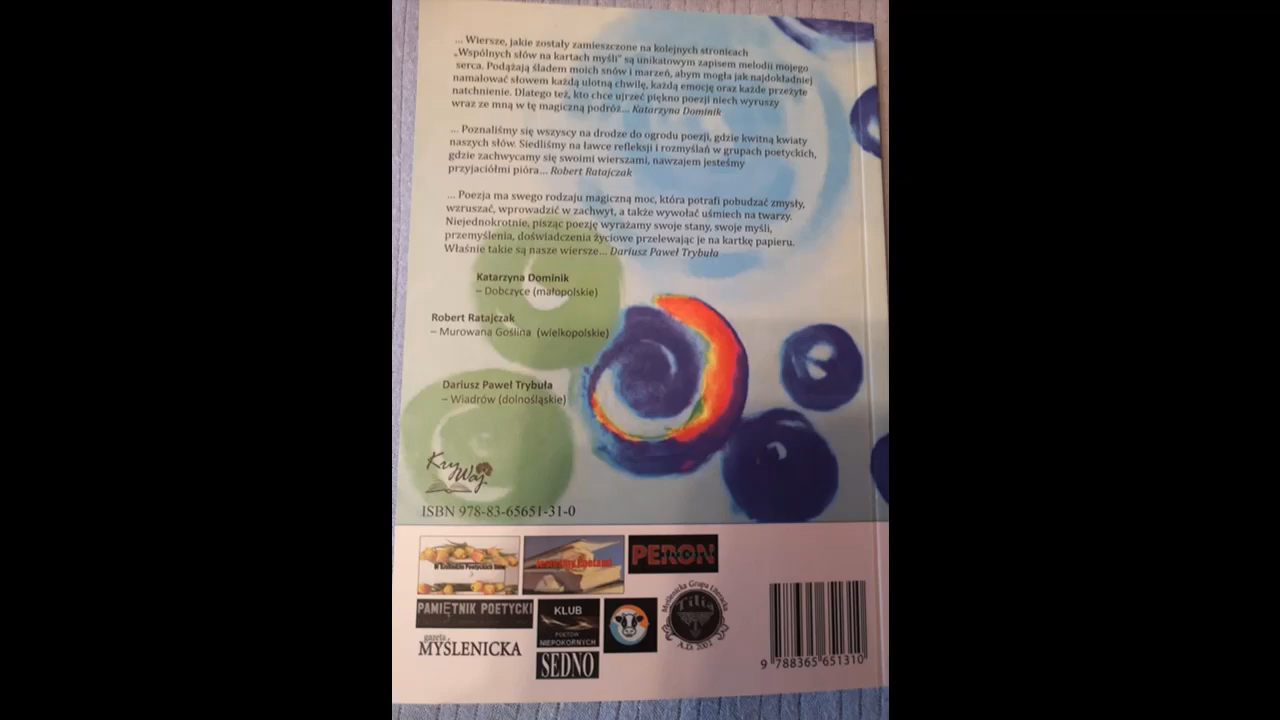 ... Wiersze, jakie zostały zamieszczone na kolejnych stronicach
„Wspólnych słów na kartach myśli” są unikatowym zapisem melodii mojego
serca. Podążają śladem moich snów i marzeń, abym mogła jak najdokładniej
namalować słowem każdą ulotną chwilę, każdą emocję oraz każde przeżyte
natchnienie. Dlatego też, kto chce ujrzeć piękno poezji niech wyruszy
wraz ze mną w tę magiczną podróż... Katarzyna Dominik
... Poznaliśmy się wszyscy na drodze do ogrodu poezji, gdzie kwitną kwiaty
naszych słów. Siedliśmy na ławce refleksji i rozmyślań w grupach poetyckich,
gdzie zachwycamy się swoimi wierszami, nawzajem jesteśmy
przyjaciółmi pióra... Robert Ratajczak
... Poezja ma swego rodzaju magiczną moc, która potrafi pobudzać zmysły,
wzruszać, wprowadzić w zachwyt, a także wywołać uśmiech na twarzy.
Niejednokrotnie, pisząc poezję wyrażamy swoje stany, swoje myśli,
przemyślenia, doświadczenia życiowe przelewając je na kartkę papieru.
Właśnie takie są nasze wiersze... Dariusz Paweł Trybuła
Katarzyna Dominik
– Dobczyce (małopolskie)
Robert Ratajczak
– Murowana Goślina (wielkopolskie)
Dariusz Paweł Trybuła
– Wiadrów (dolnośląskie)
Kry Waj
ISBN 978-83-65651-31-0
PERON
PAMIĘTNIK POETYCKI
KLUB
POETÓW
NIEPOKORNYCH
Myślenicka Grupa Literacka
Tilia
A.D. 2002
gazeta
MYŚLENICKA
SEDNO
9 788365 651310